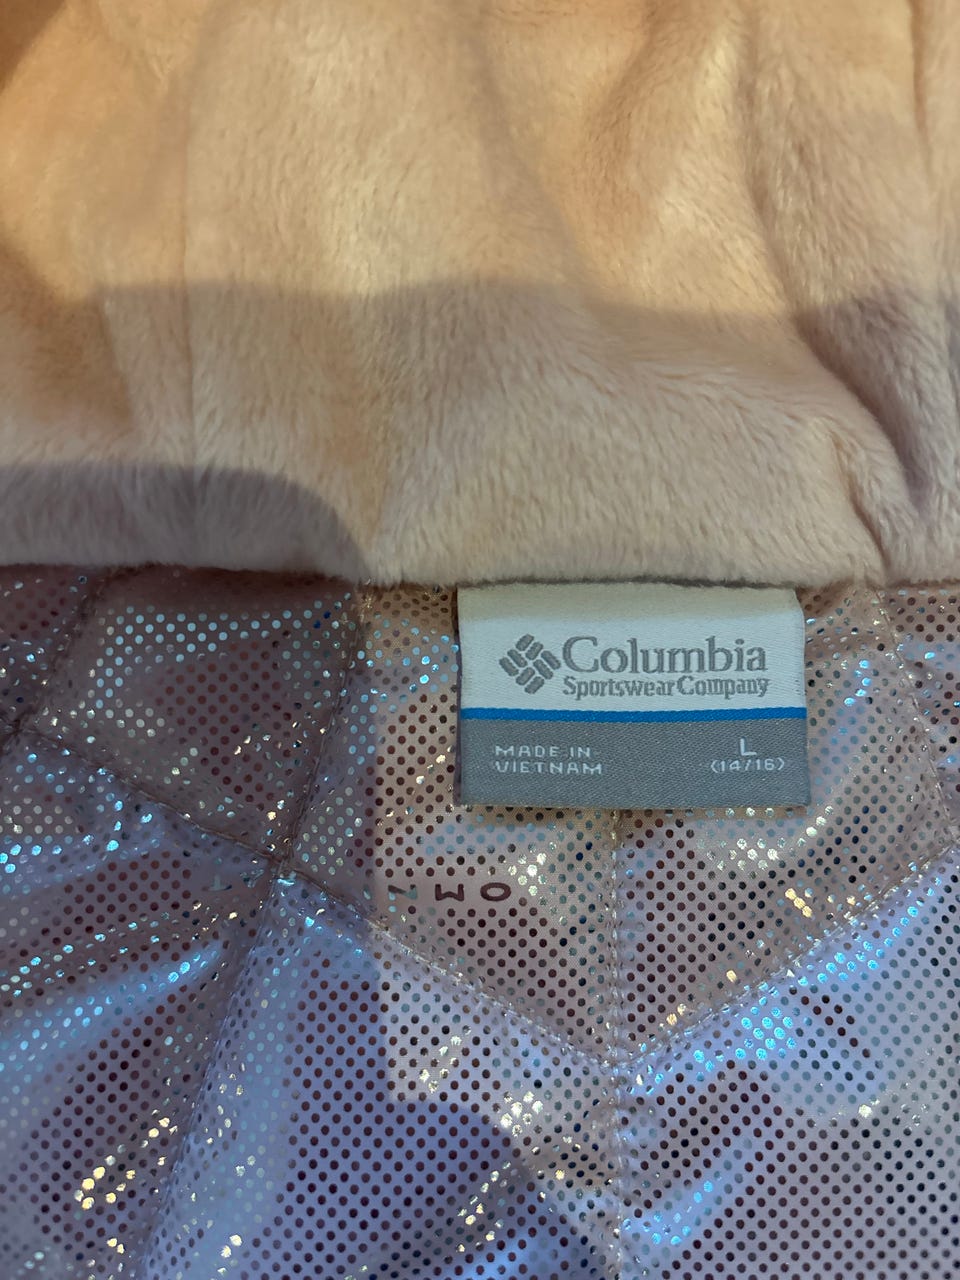 Columbia
Sportswear Company
MADE IN
VIETNAM
L
(14/16)